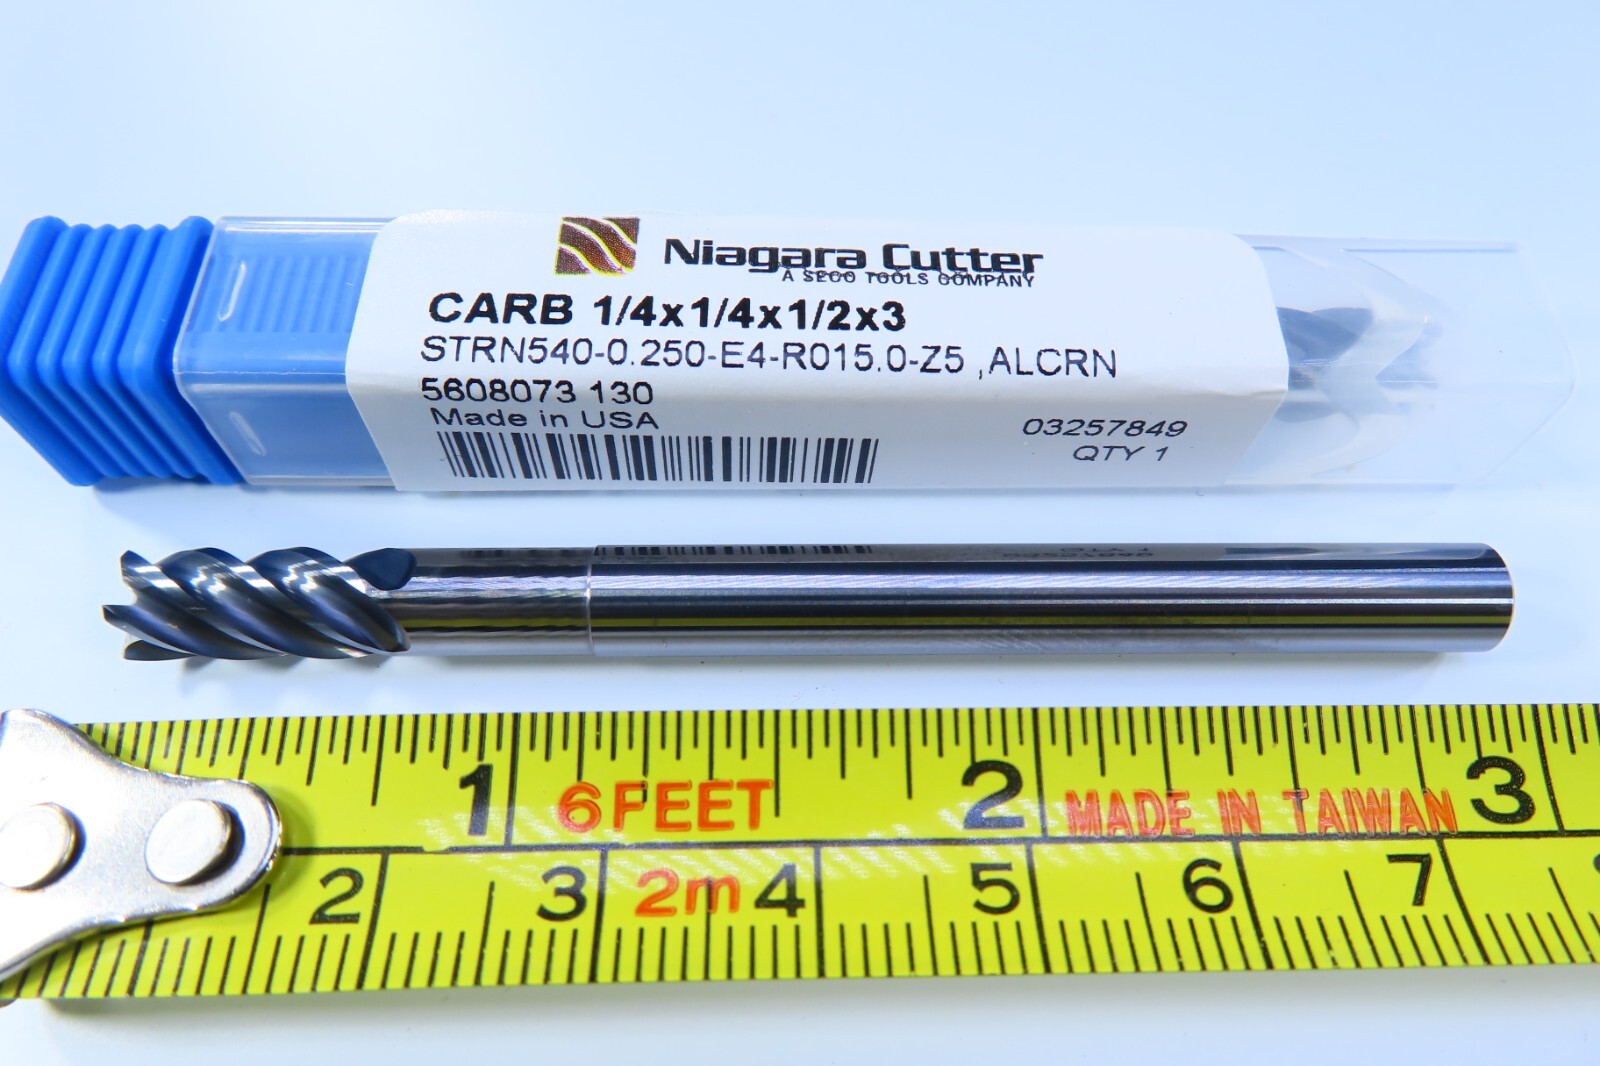 Niagara Cutter
A SECO TOOLS COMPANY
CARB 1/4x1/4x1/2x3
STRN540-0.250-E4-R015.0-Z5 ,ALCRN
5608073 130
Made in USA
03257849
QTY 1
1 6 FEET 2 MADE IN TAIWAN 3
2 3 2m 4 5 6 7